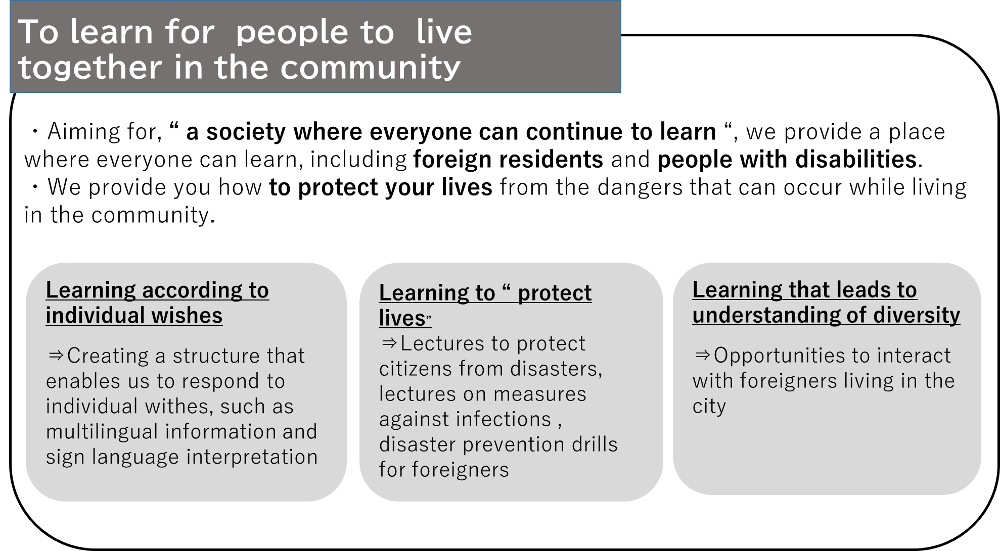 To learn for  people to  live
together in the community
・Aiming for, “ a society where everyone can continue to learn “, we provide a place
where everyone can learn, including foreign residents and people with disabilities.
・We provide you how to protect your lives from the dangers that can occur while living
in the community.
Learning according to
individual wishes
⇒Creating a structure that
enables us to respond to
individual withes, such as
multilingual information and
sign language interpretation
Learning to “ protect
lives”
⇒Lectures to protect
citizens from disasters,
lectures on measures
against infections ,
disaster prevention drills
for foreigners
Learning that leads to
understanding of diversity
⇒Opportunities to interact
with foreigners living in the
city